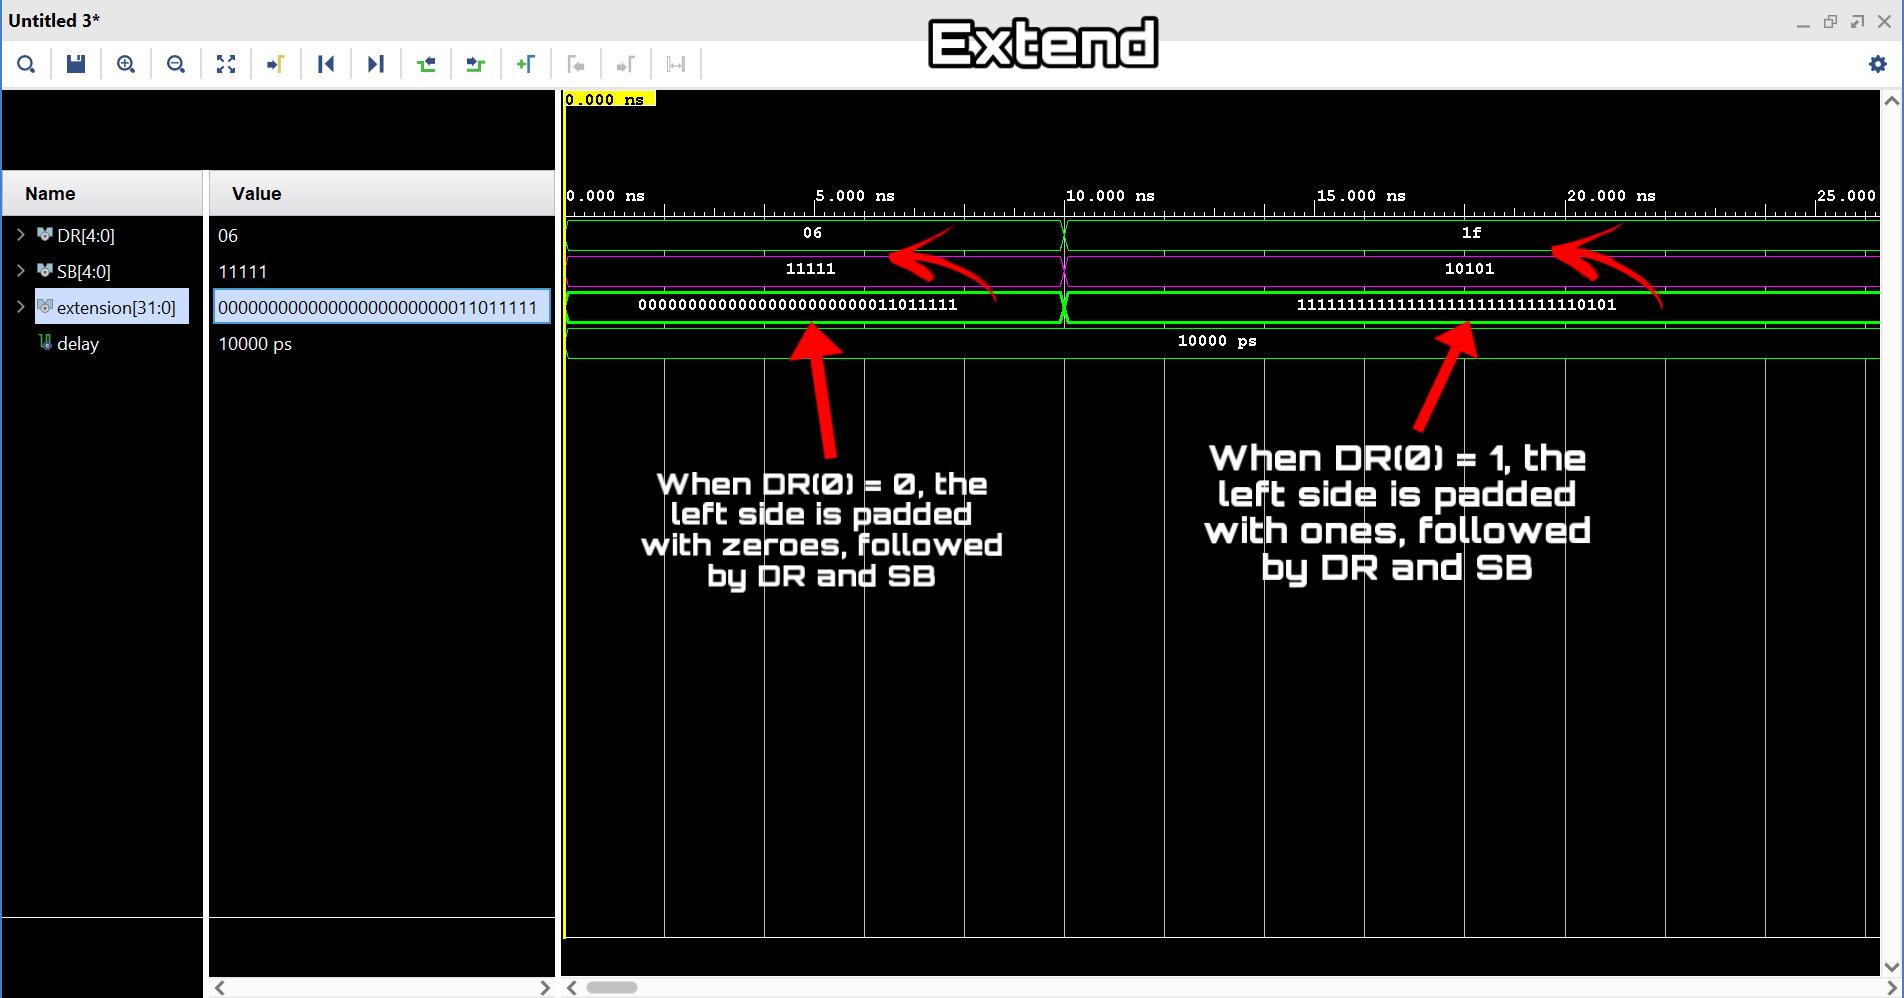 Untitled 3*
Extend
0.000 ns
Name Value
0.000 ns 5.000 ns 10.000 ns 15.000 ns 20.000 ns 25.000
DR[4:0] 06 06 1f
SB[4:0] 11111 11111 10101
extension[31:0] 00000000000000000000000011011111 00000000000000000000000011011111 11111111111111111111111111110101
delay 10000 ps 10000 ps
When DR(0) = 0, the
left side is padded
with zeroes, followed
by DR and SB
When DR(0) = 1, the
left side is padded
with ones, followed
by DR and SB